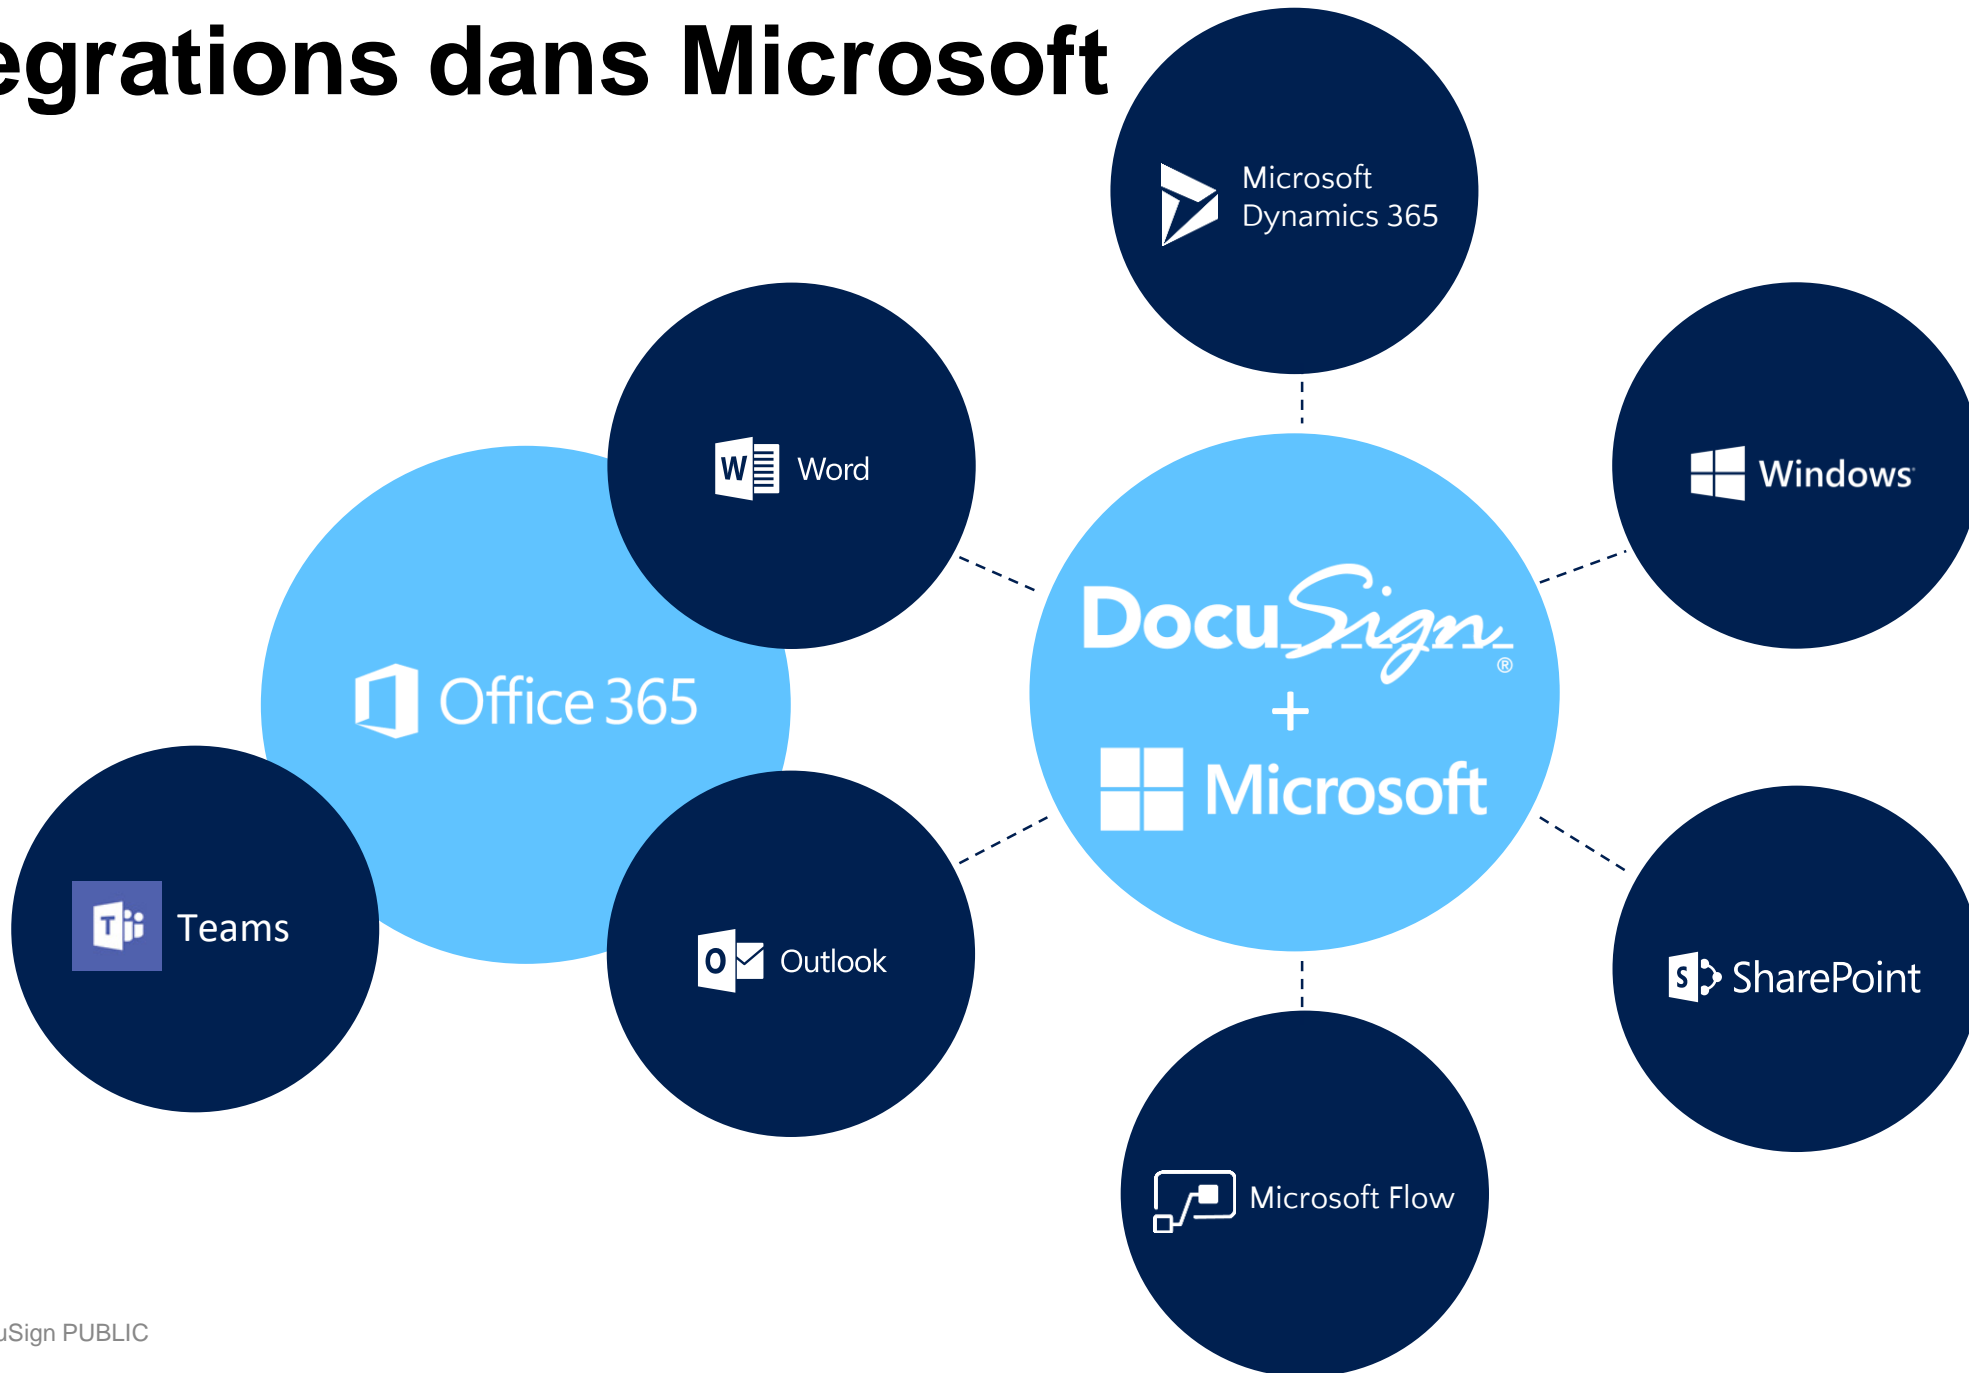 egrations dans Microsoft
Microsoft
Dynamics 365
Word
Windows
DocuSign®
+
Microsoft
Office 365
Teams
Outlook
SharePoint
Microsoft Flow
uSign PUBLIC